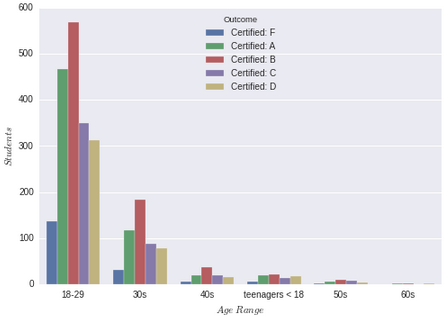 600
500
400
300
200
100
0
Students
Outcome
Certified: F
Certified: A
Certified: B
Certified: C
Certified: D
18-29 30s 40s teenagers < 18 50s 60s
Age Range